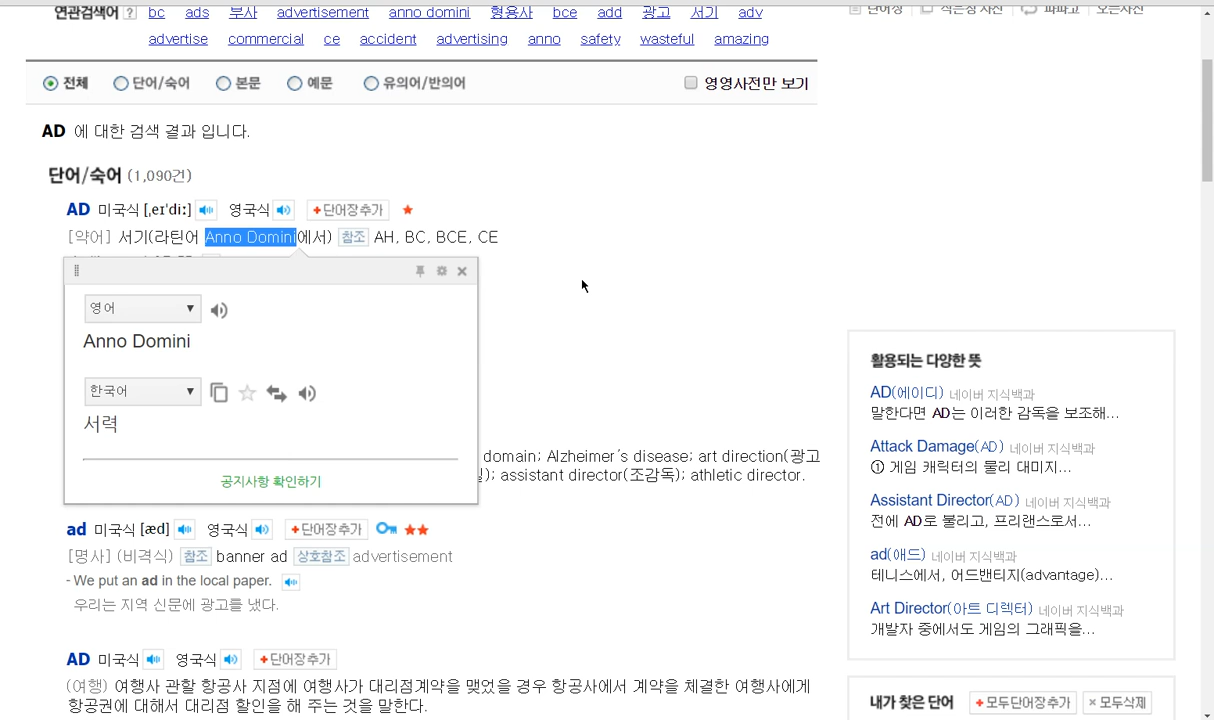 연관검색어 ? bc ads 부사 advertisement anno domini 형용사 bce add 광고 서기 adv
advertise commercial ce accident advertising anno safety wasteful amazing
단어장
파파고
전체 단어/숙어 본문 예문 유의어/반의어 영영사전만 보기
AD 에 대한 검색 결과 입니다.
단어/숙어 (1,090건)
AD 미국식 [ˌeɪˈdiː] 영국식 +단어장추가 ★
[약어] 서기(라틴어 Anno Domini에서) 참조 AH, BC, BCE, CE
영어 ▼
Anno Domini
한국어 ▼
서력
공지사항 확인하기
domain; Alzheimer's disease; art direction(광고
); assistant director(조감독); athletic director.
ad 미국식 [æd] 영국식 +단어장추가 ★★
[명사] (비격식) 참조 banner ad 상호참조 advertisement
- We put an ad in the local paper.
우리는 지역 신문에 광고를 냈다.
AD 미국식 영국식 +단어장추가
(여행) 여행사 관할 항공사 지점에 여행사가 대리점계약을 맺었을 경우 항공사에서 계약을 체결한 여행사에게
항공권에 대해서 대리점 할인을 해 주는 것을 말한다.
활용되는 다양한 뜻
AD(에이디) 네이버 지식백과
말한다면 AD는 이러한 감독을 보조해...
Attack Damage(AD) 네이버 지식백과
① 게임 캐릭터의 물리 대미지...
Assistant Director(AD) 네이버 지식백과
전에 AD로 불리고, 프리랜스로서...
ad(애드) 네이버 지식백과
테니스에서, 어드밴티지(advantage)...
Art Director(아트 디렉터) 네이버 지식백과
개발자 중에서도 게임의 그래픽을...
내가 찾은 단어 +모두단어장추가 ×모두삭제